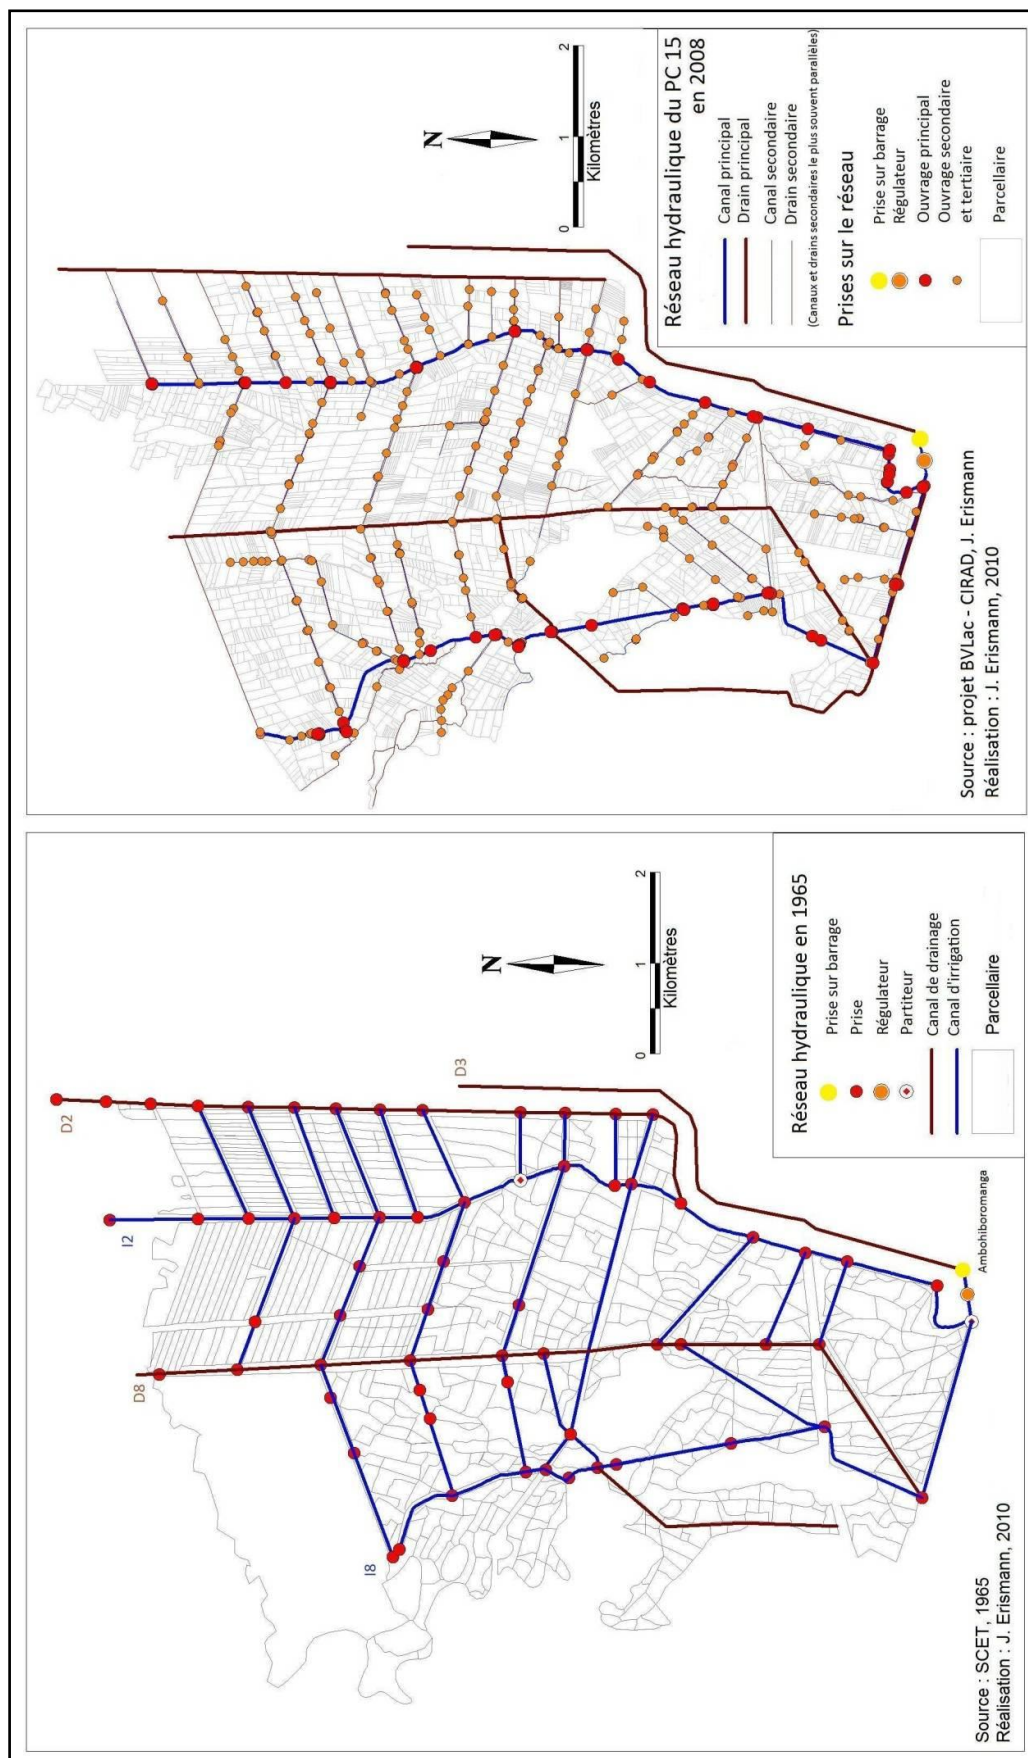 Réseau hydraulique du PC 15
en 2008
Canal principal
Drain principal
Canal secondaire
Drain secondaire
(Canaux et drains secondaires le plus souvent parallèles)
Prises sur le réseau
Prise sur barrage
Régulateur
Ouvrage principal
Ouvrage secondaire
et tertiaire
Parcellaire
N
0 1 2
Kilomètres
Source : projet BVLac - CIRAD, J. Erismann
Réalisation : J. Erismann, 2010
D2
D3
I2
D8
I8
Ambohiboromanga
N
0 1 2
Kilomètres
Réseau hydraulique en 1965
Prise sur barrage
Prise
Régulateur
Partiteur
Canal de drainage
Canal d'irrigation
Parcellaire
Source : SCET, 1965
Réalisation : J. Erismann, 2010